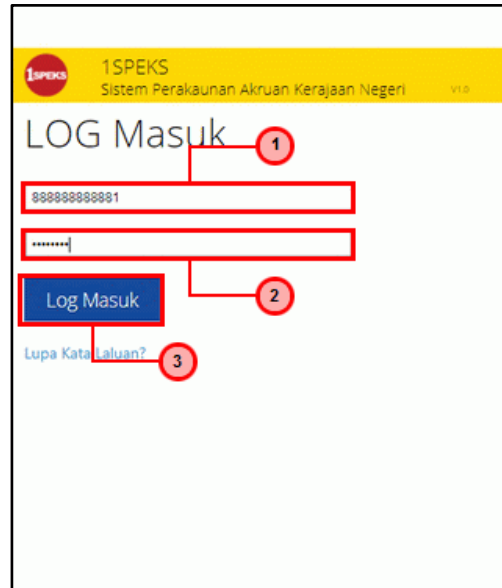 1SPEKS
1SPEKS
Sistem Perakaunan Akruan Kerajaan Negeri V1.0
LOG Masuk
1
888888888881
••••••••
2
Log Masuk
Lupa Kata Laluan?
3